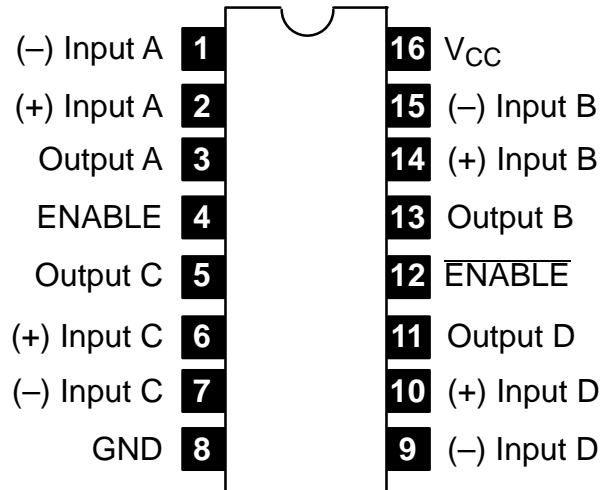 (–) Input A 1 16 VCC
(+) Input A 2 15 (–) Input B
Output A 3 14 (+) Input B
ENABLE 4 13 Output B
Output C 5 12 E̅N̅A̅B̅L̅E̅
(+) Input C 6 11 Output D
(–) Input C 7 10 (+) Input D
GND 8 9 (–) Input D